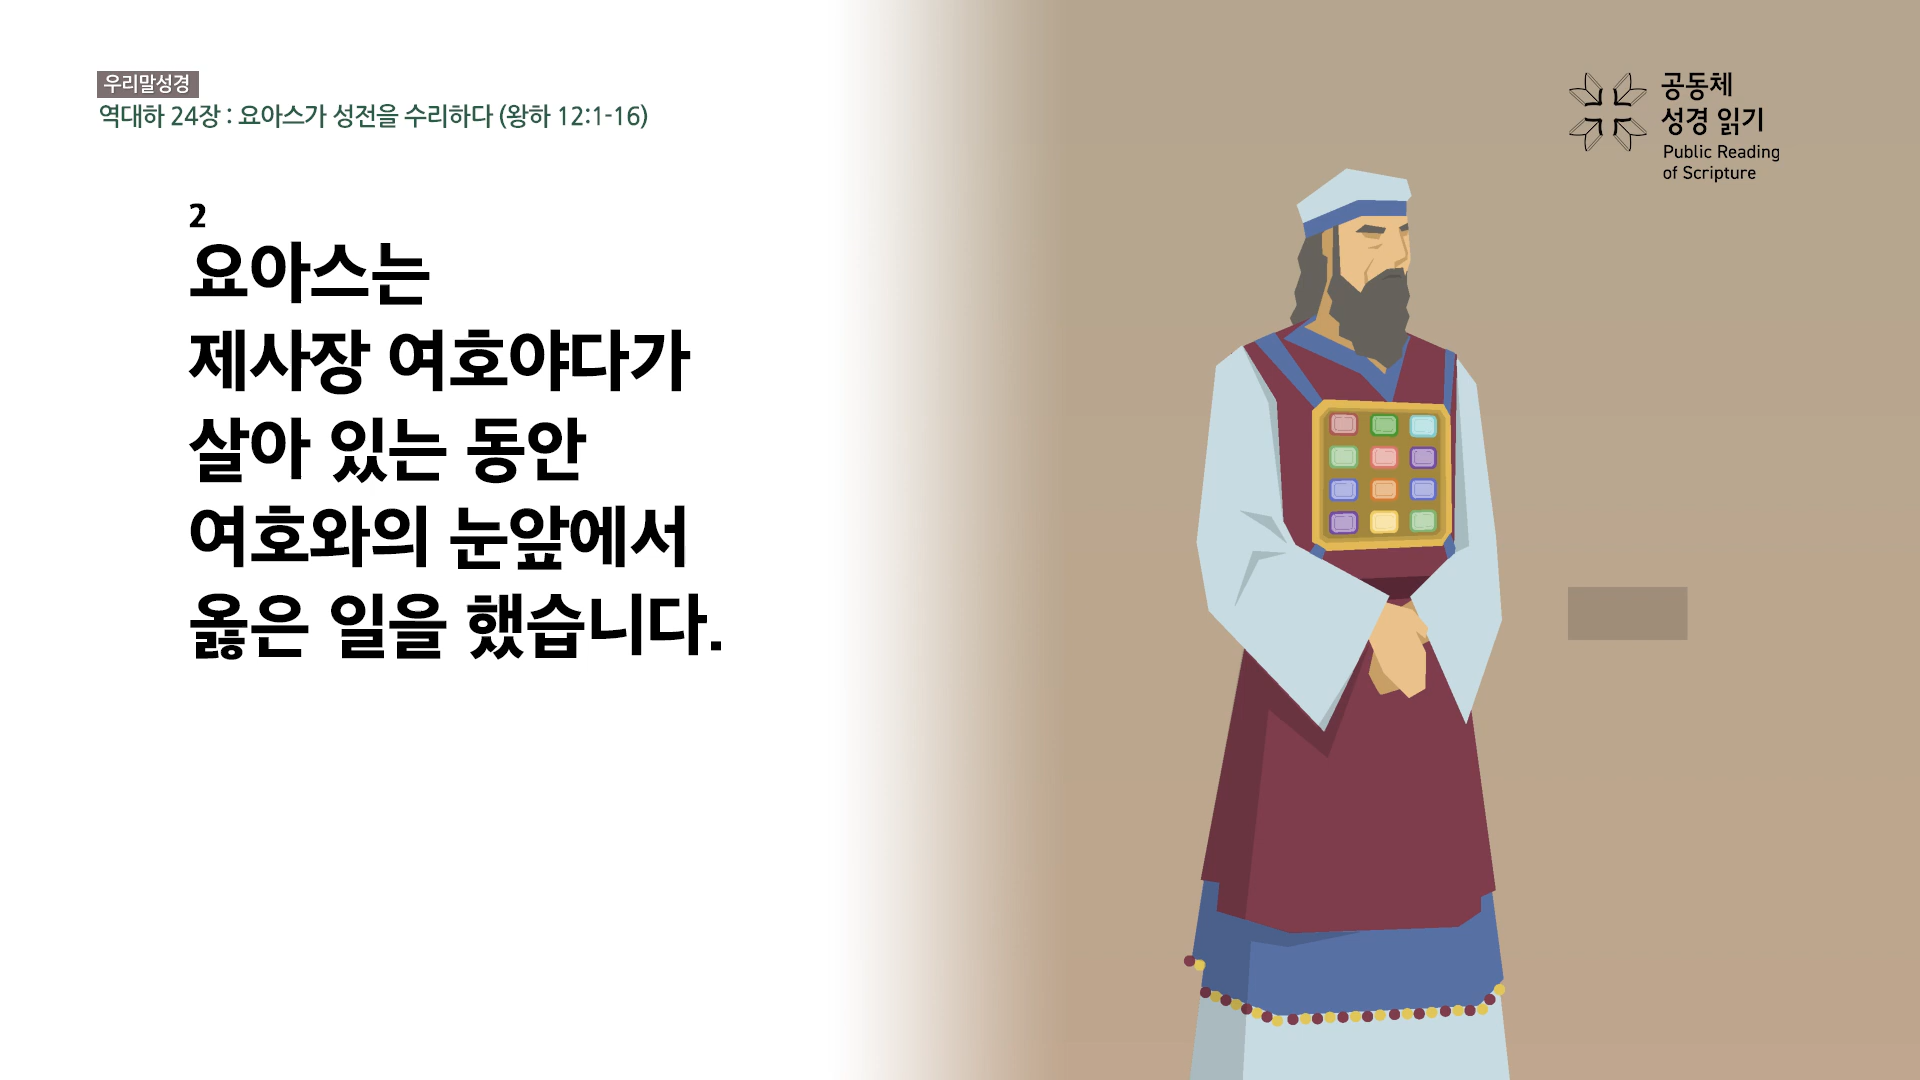 우리말성경
역대하 24장 : 요아스가 성전을 수리하다 (왕하 12:1-16)
공동체
성경 읽기
Public Reading
of Scripture
2
요아스는
제사장 여호야다가
살아 있는 동안
여호와의 눈앞에서
옳은 일을 했습니다.